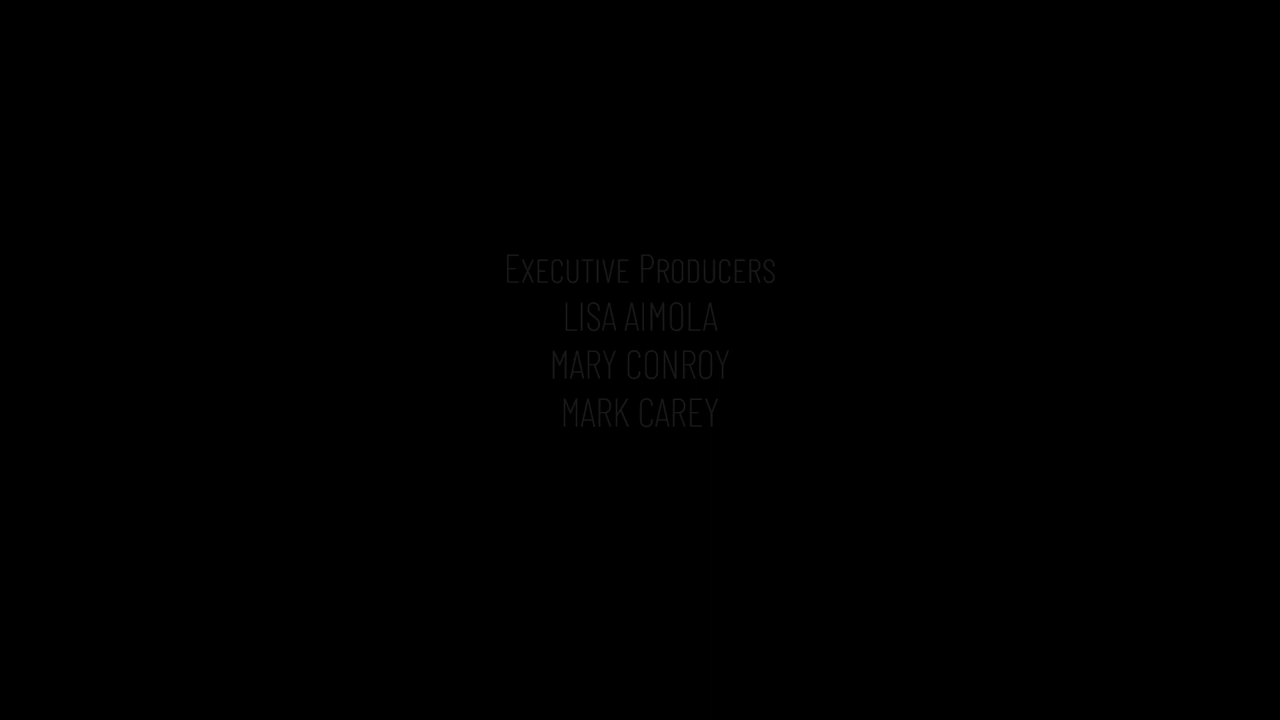 Executive Producers
LISA AIMOLA
MARY CONROY
MARK CAREY